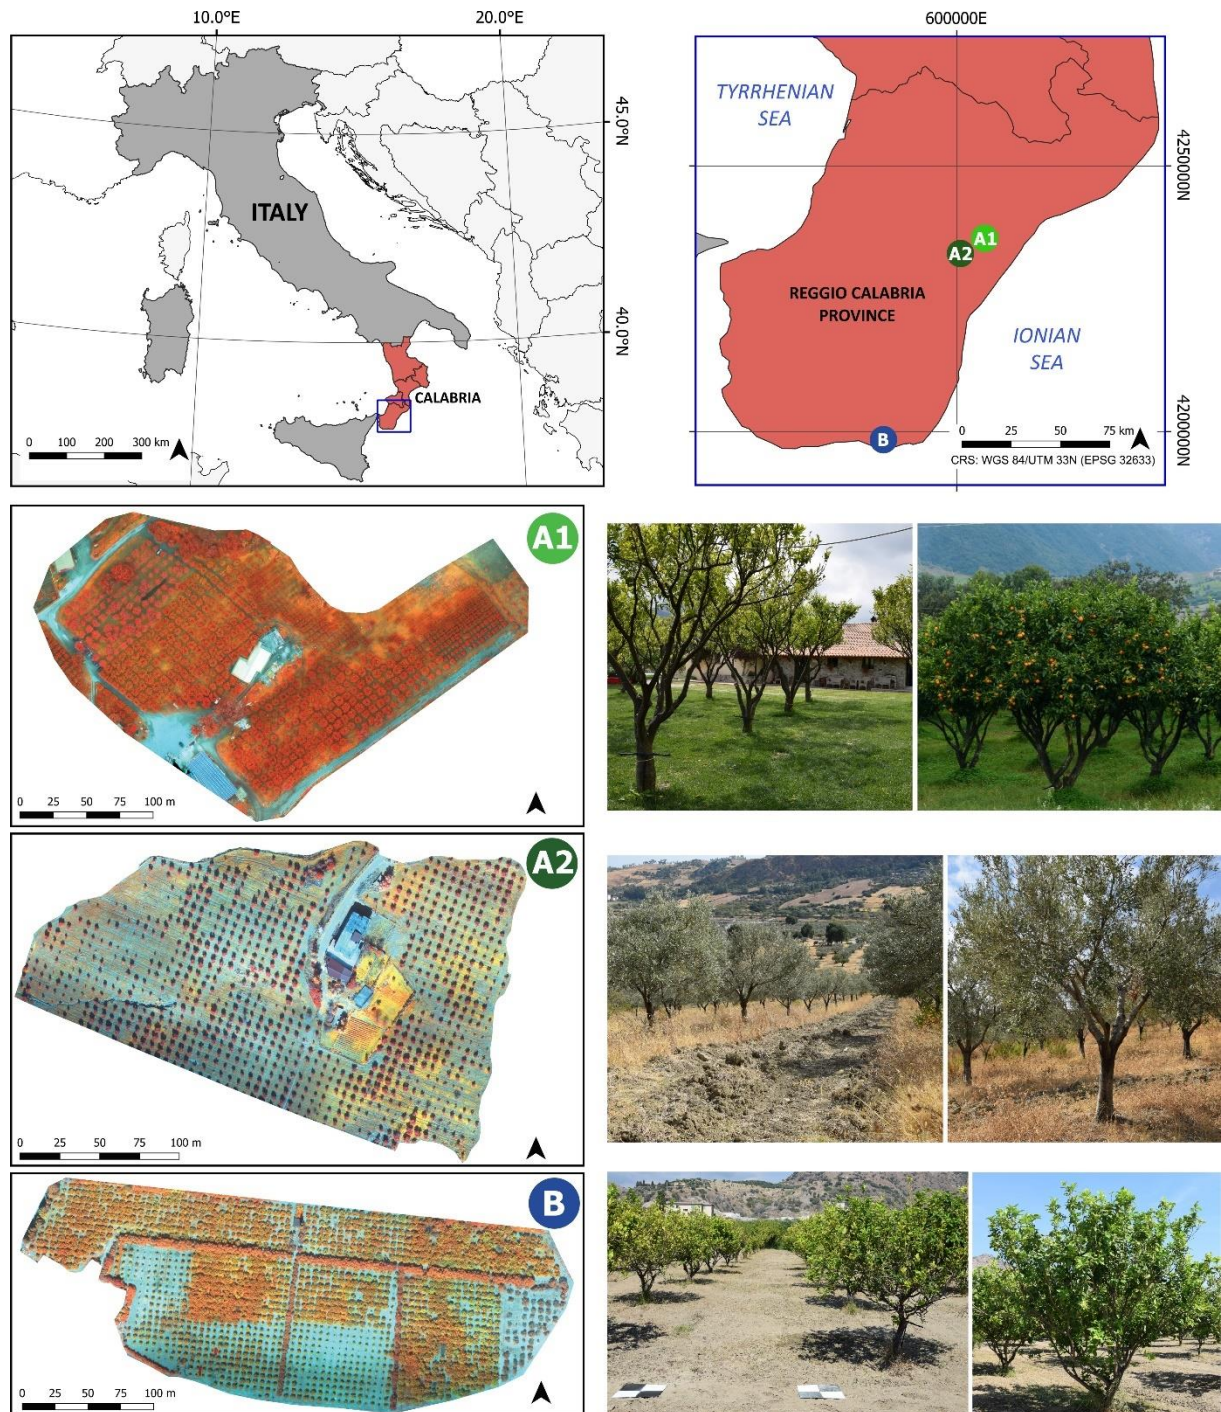 10.0°E
20.0°E
45.0°N
40.0°N
ITALY
CALABRIA
0 100 200 300 km
600000E
4250000N
4200000N
TYRRHENIAN
SEA
A1
A2
REGGIO CALABRIA
PROVINCE
IONIAN
SEA
B
0 25 50 75 km
CRS: WGS 84/UTM 33N (EPSG 32633)
A1
0 25 50 75 100 m
A2
0 25 50 75 100 m
B
0 25 50 75 100 m